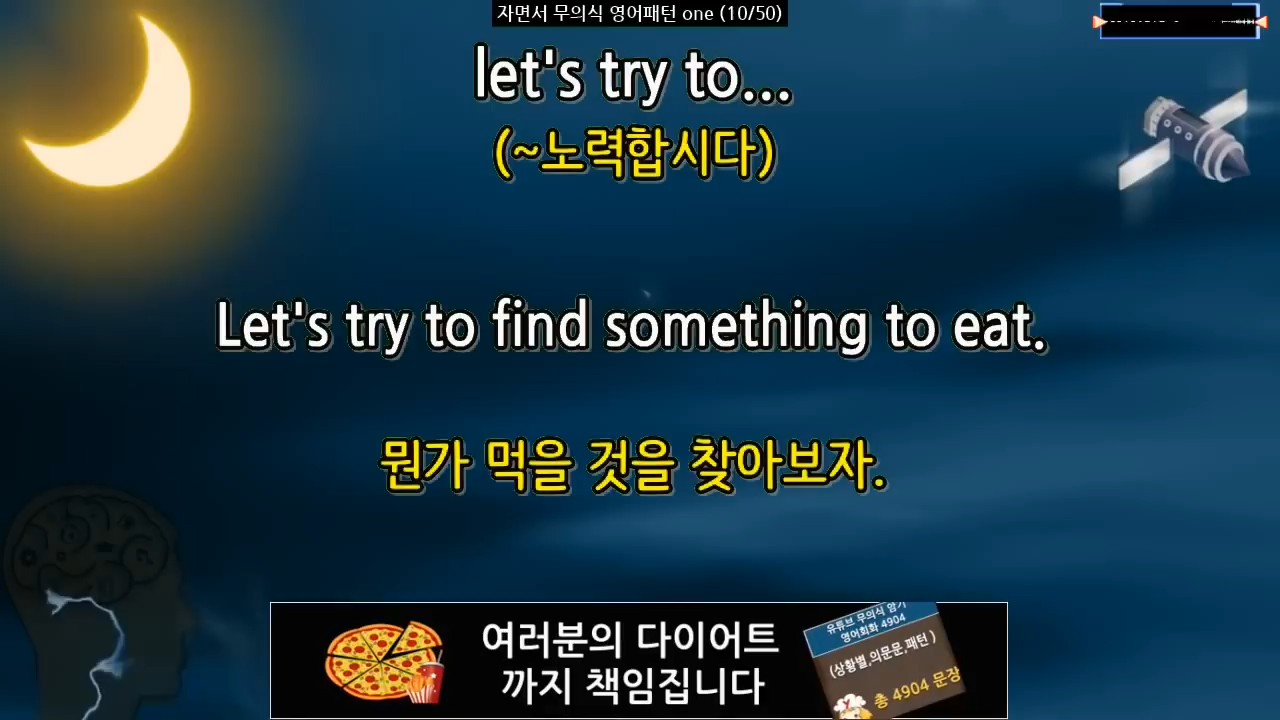 자면서 무의식 영어패턴 one (10/50)
let's try to...
(~노력합시다)
Let's try to find something to eat.
뭔가 먹을 것을 찾아보자.
여러분의 다이어트
까지 책임집니다
유튜브 무의식 암기
영어회화 4904
(상황별,의문문,패턴 )
총 4904 문장